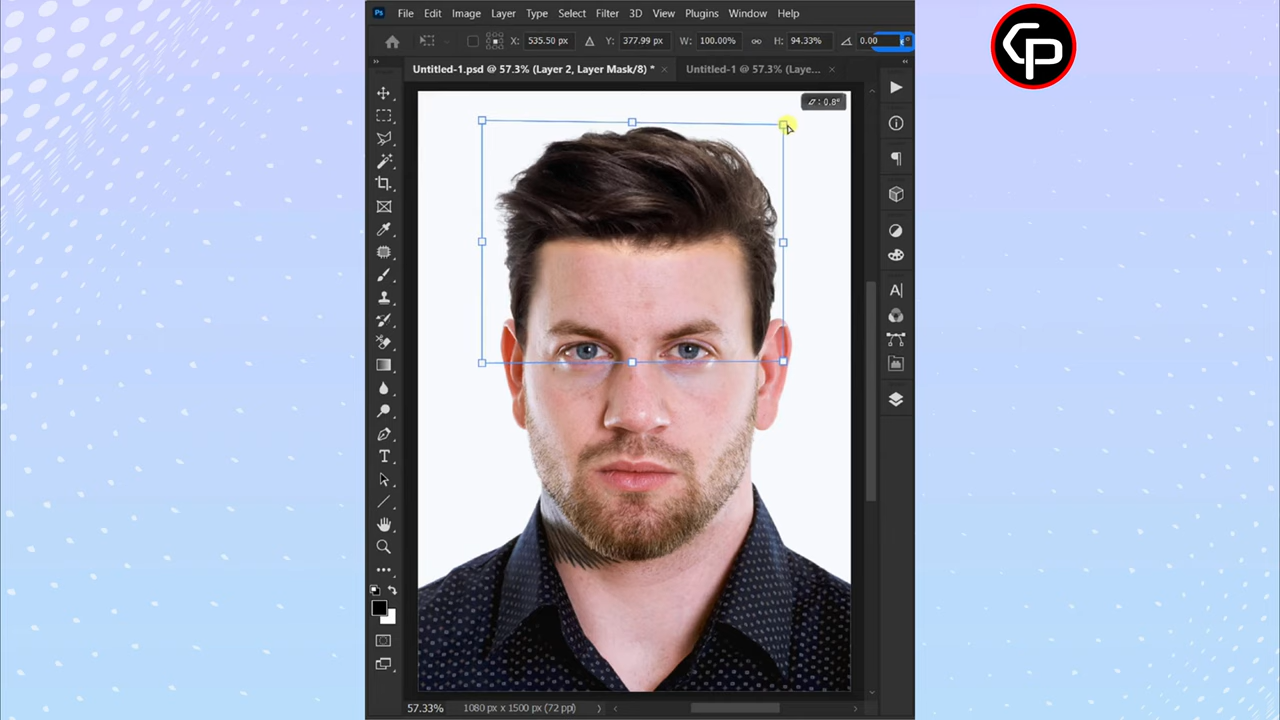 Ps File Edit Image Layer Type Select Filter 3D View Plugins Window Help
X: 535.50 px Y: 377.99 px W: 100.00% H: 94.33% 0.00
Untitled-1.psd @ 57.3% (Layer 2, Layer Mask/8) * × Untitled-1 @ 57.3% (Laye... ×
: 0.8°
57.33% 1080 px x 1500 px (72 ppi)
CP